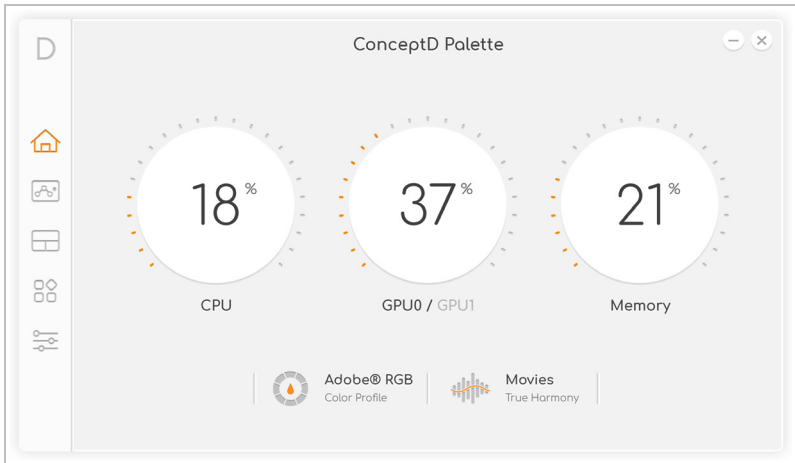 D
ConceptD Palette
18%
37%
21%
CPU
GPU0 / GPU1
Memory
Adobe® RGB
Color Profile
Movies
True Harmony